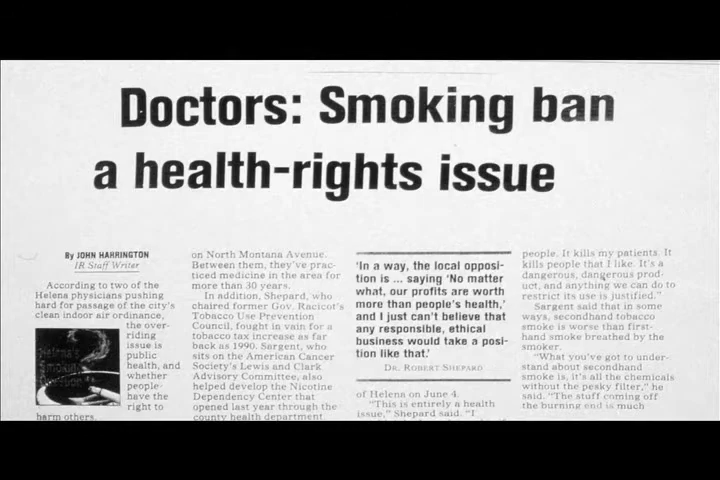 Doctors: Smoking ban
a health-rights issue
By JOHN HARRINGTON
IR Staff Writer
According to two of the
Helena physicians pushing
hard for passage of the city's
clean indoor air ordinance,
the over-
riding
issue is
public
health, and
whether
people
have the
right to
harm others.
on North Montana Avenue.
Between them, they've prac-
ticed medicine in the area for
more than 30 years.
In addition, Shepard, who
chaired former Gov. Racicot's
Tobacco Use Prevention
Council, fought in vain for a
tobacco tax increase as far
back as 1990. Sargent, who
sits on the American Cancer
Society's Lewis and Clark
Advisory Committee, also
helped develop the Nicotine
Dependency Center that
opened last year through the
county health department.
'In a way, the local opposi-
tion is ... saying 'No matter
what, our profits are worth
more than people's health,'
and I just can't believe that
any responsible, ethical
business would take a posi-
tion like that.'
DR. ROBERT SHEPARD
of Helena on June 4.
"This is entirely a health
issue," Shepard said. "I
people. It kills my patients. It
kills people that I like. It's a
dangerous, dangerous prod-
uct, and anything we can do to
restrict its use is justified."
Sargent said that in some
ways, secondhand tobacco
smoke is worse than first-
hand smoke breathed by the
smoker.
"What you've got to under-
stand about secondhand
smoke is, it's all the chemicals
without the pesky filter," he
said. "The stuff coming off
the burning end is much